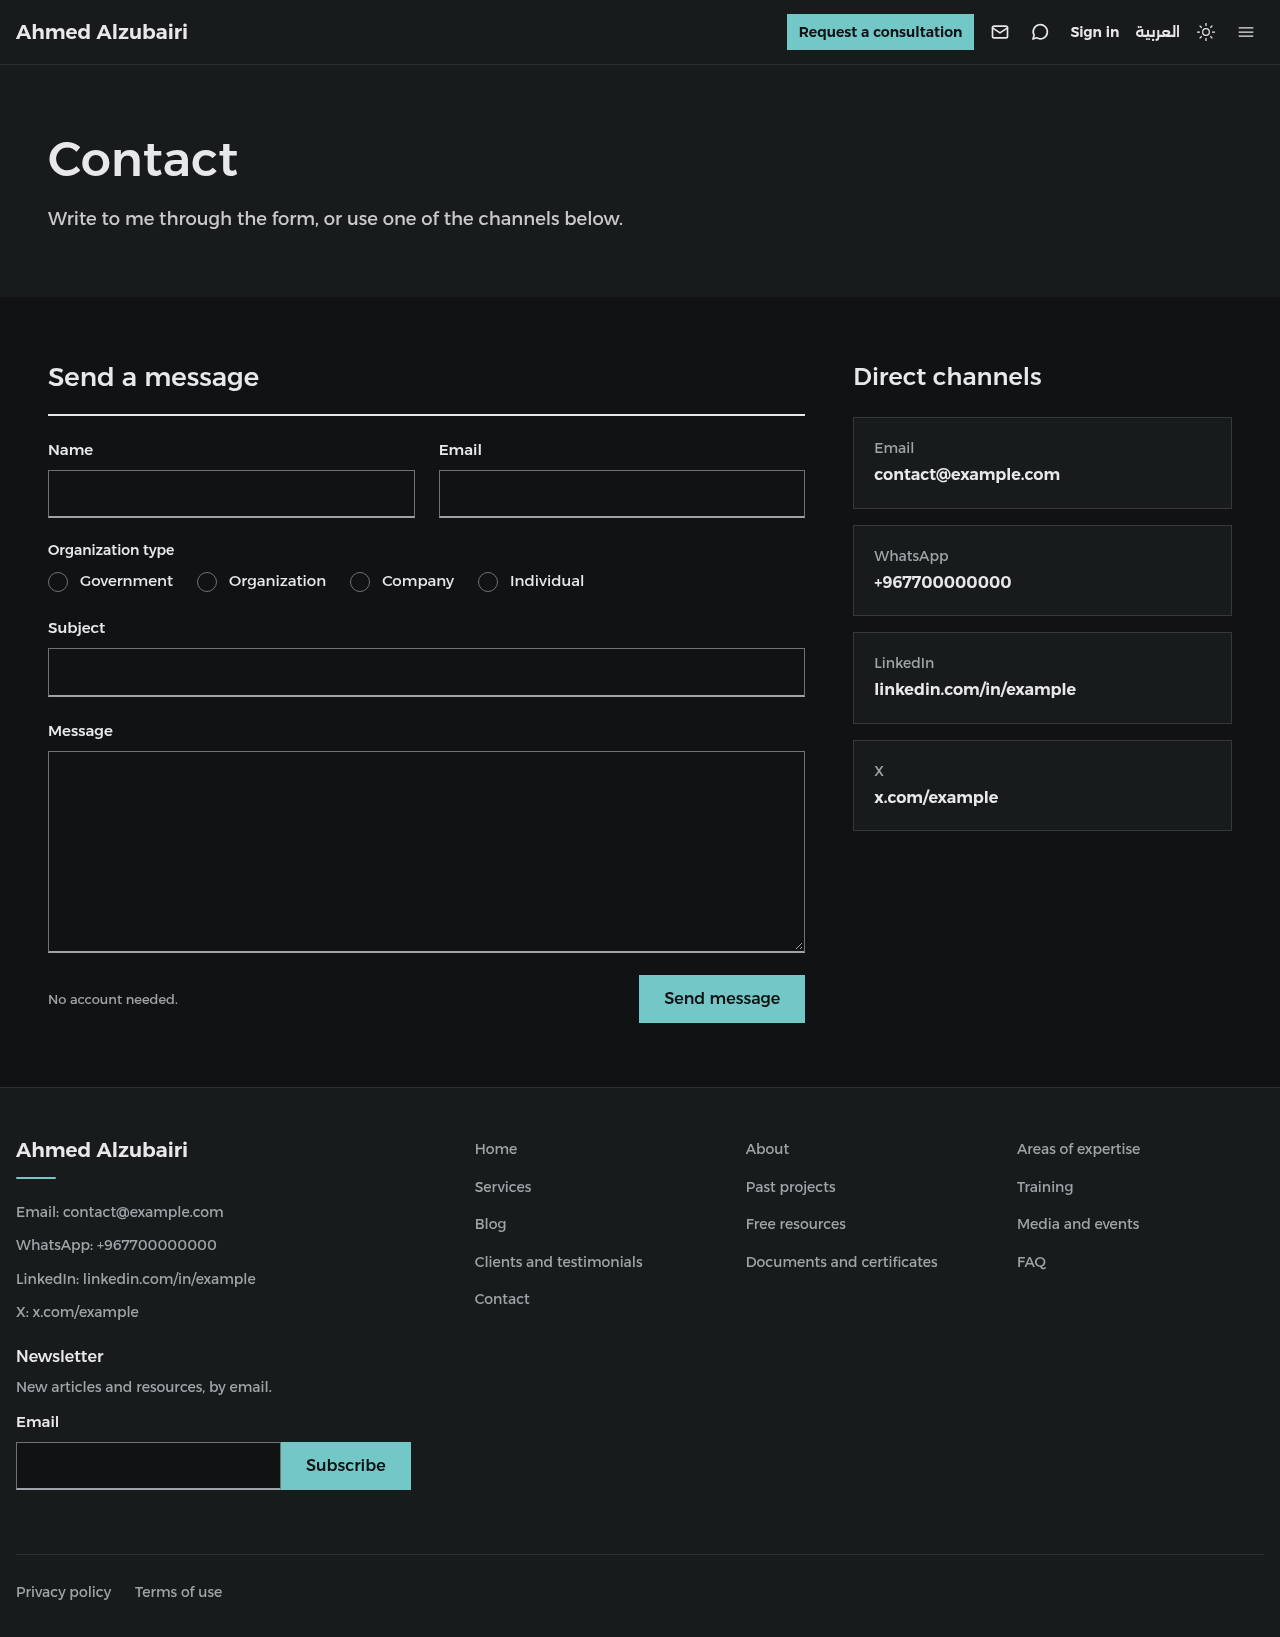 Ahmed Alzubairi
Request a consultation
Sign in
العربية
Contact
Write to me through the form, or use one of the channels below.
Send a message
Name
Email
Organization type
Government
Organization
Company
Individual
Subject
Message
No account needed.
Send message
Direct channels
Email
contact@example.com
WhatsApp
+967700000000
LinkedIn
linkedin.com/in/example
X
x.com/example
Ahmed Alzubairi
Email: contact@example.com
WhatsApp: +967700000000
LinkedIn: linkedin.com/in/example
X: x.com/example
Newsletter
New articles and resources, by email.
Email
Subscribe
Home
Services
Blog
Clients and testimonials
Contact
About
Past projects
Free resources
Documents and certificates
Areas of expertise
Training
Media and events
FAQ
Privacy policy
Terms of use